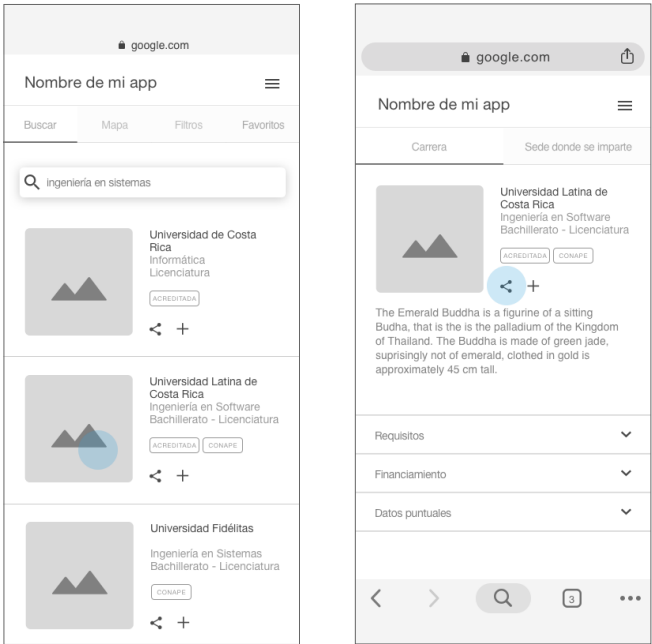 google.com
Nombre de mi app
Buscar Mapa Filtros Favoritos
ingeniería en sistemas
Universidad de Costa
Rica
Informática
Licenciatura
ACREDITADA
Universidad Latina de
Costa Rica
Ingeniería en Software
Bachillerato - Licenciatura
ACREDITADA CONAPE
Universidad Fidélitas
Ingeniería en Sistemas
Bachillerato - Licenciatura
CONAPE
google.com
Nombre de mi app
Carrera Sede donde se imparte
Universidad Latina de
Costa Rica
Ingeniería en Software
Bachillerato - Licenciatura
ACREDITADA CONAPE
The Emerald Buddha is a figurine of a sitting
Budha, that is the is the palladium of the Kingdom
of Thailand. The Buddha is made of green jade,
suprisingly not of emerald, clothed in gold is
approximately 45 cm tall.
Requisitos
Financiamiento
Datos puntuales
3